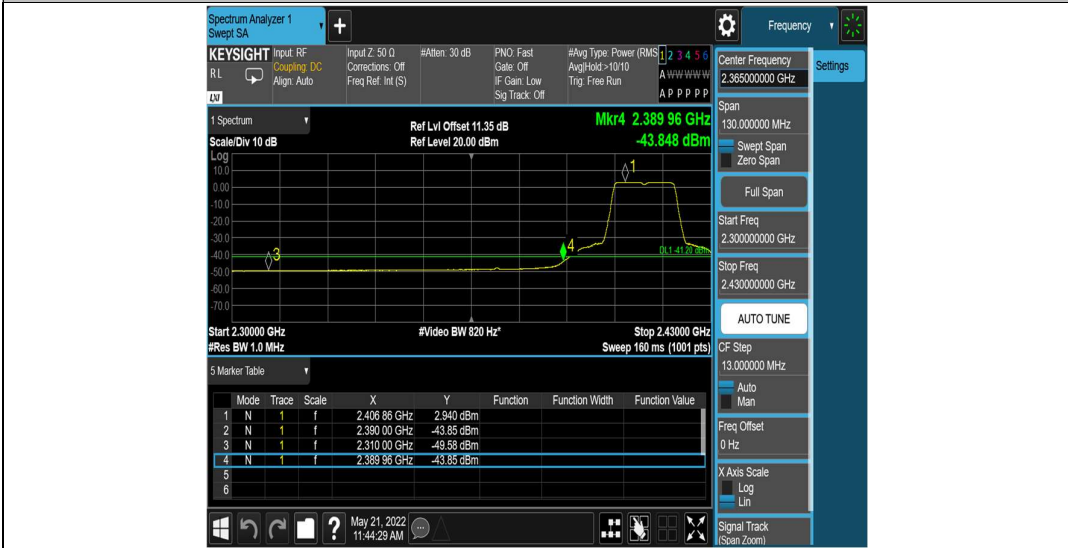 Spectrum Analyzer 1
Swept SA
+
Frequency
KEYSIGHT
RL
LXI
Input: RF
Coupling: DC
Align: Auto
Input Z: 50 Ω
Corrections: Off
Freq Ref: Int (S)
#Atten: 30 dB
PNO: Fast
Gate: Off
IF Gain: Low
Sig Track: Off
#Avg Type: Power (RMS
Avg|Hold:>10/10
Trig: Free Run
1 2 3 4 5 6
A W W W W W
A P P P P P
1 Spectrum
Scale/Div 10 dB
Ref Lvl Offset 11.35 dB
Ref Level 20.00 dBm
Mkr4 2.389 96 GHz
-43.848 dBm
Log
10.0
0.00
-10.0
-20.0
-30.0
-40.0
-50.0
-60.0
-70.0
1
3
4
DL1 -41.20 dBm
Start 2.30000 GHz
#Video BW 820 Hz*
Stop 2.43000 GHz
#Res BW 1.0 MHz
Sweep 160 ms (1001 pts)
5 Marker Table
Mode Trace Scale X Y Function Function Width Function Value
1 N 1 f 2.406 86 GHz 2.940 dBm
2 N 1 f 2.390 00 GHz -43.85 dBm
3 N 1 f 2.310 00 GHz -49.58 dBm
4 N 1 f 2.389 96 GHz -43.85 dBm
5
6
?
May 21, 2022
11:44:29 AM
Center Frequency
2.365000000 GHz
Settings
Span
130.000000 MHz
Swept Span
Zero Span
Full Span
Start Freq
2.300000000 GHz
Stop Freq
2.430000000 GHz
AUTO TUNE
CF Step
13.000000 MHz
Auto
Man
Freq Offset
0 Hz
X Axis Scale
Log
Lin
Signal Track
(Span Zoom)